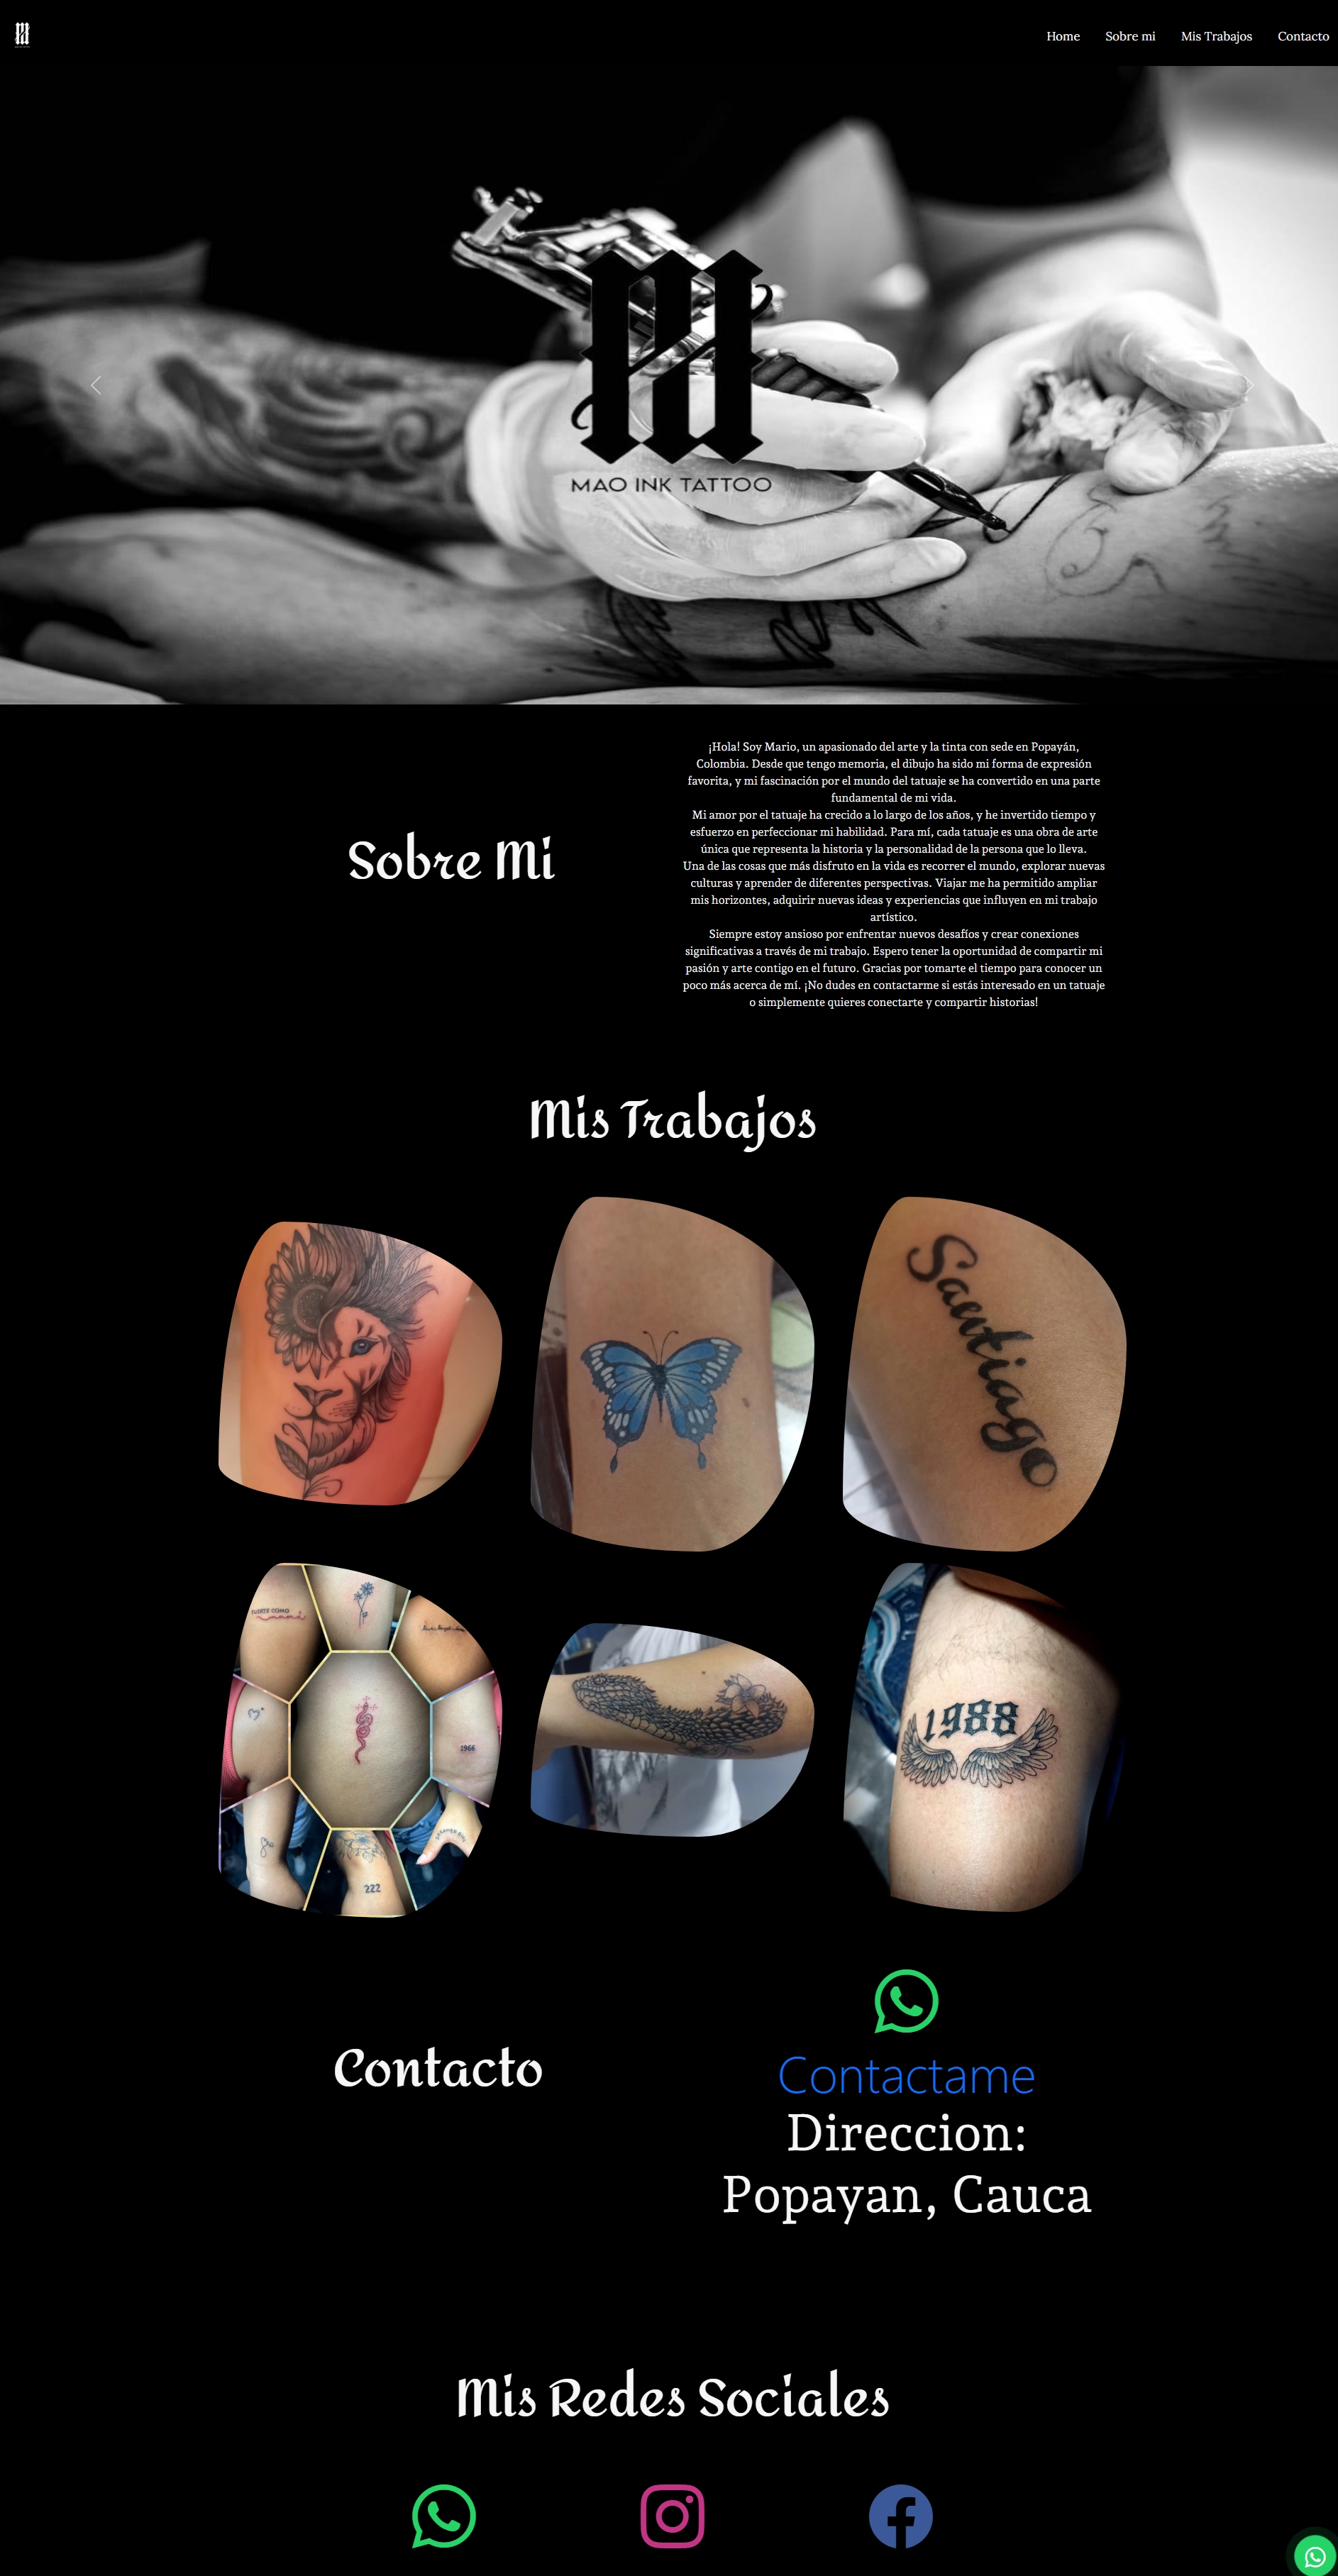 Home Sobre mi Mis Trabajos Contacto
MAO INK TATTOO
Sobre Mi
¡Hola! Soy Mario, un apasionado del arte y la tinta con sede en Popayán,
Colombia. Desde que tengo memoria, el dibujo ha sido mi forma de expresión
favorita, y mi fascinación por el mundo del tatuaje se ha convertido en una parte
fundamental de mi vida.
Mi amor por el tatuaje ha crecido a lo largo de los años, y he invertido tiempo y
esfuerzo en perfeccionar mi habilidad. Para mí, cada tatuaje es una obra de arte
única que representa la historia y la personalidad de la persona que lo lleva.
Una de las cosas que más disfruto en la vida es recorrer el mundo, explorar nuevas
culturas y aprender de diferentes perspectivas. Viajar me ha permitido ampliar
mis horizontes, adquirir nuevas ideas y experiencias que influyen en mi trabajo
artístico.
Siempre estoy ansioso por enfrentar nuevos desafíos y crear conexiones
significativas a través de mi trabajo. Espero tener la oportunidad de compartir mi
pasión y arte contigo en el futuro. Gracias por tomarte el tiempo para conocer un
poco más acerca de mí. ¡No dudes en contactarme si estás interesado en un tatuaje
o simplemente quieres conectarte y compartir historias!
Mis Trabajos
Santiago
FUERTE COMO
mamá
1966
222
1988
Contacto
Contactame
Direccion:
Popayan, Cauca
Mis Redes Sociales